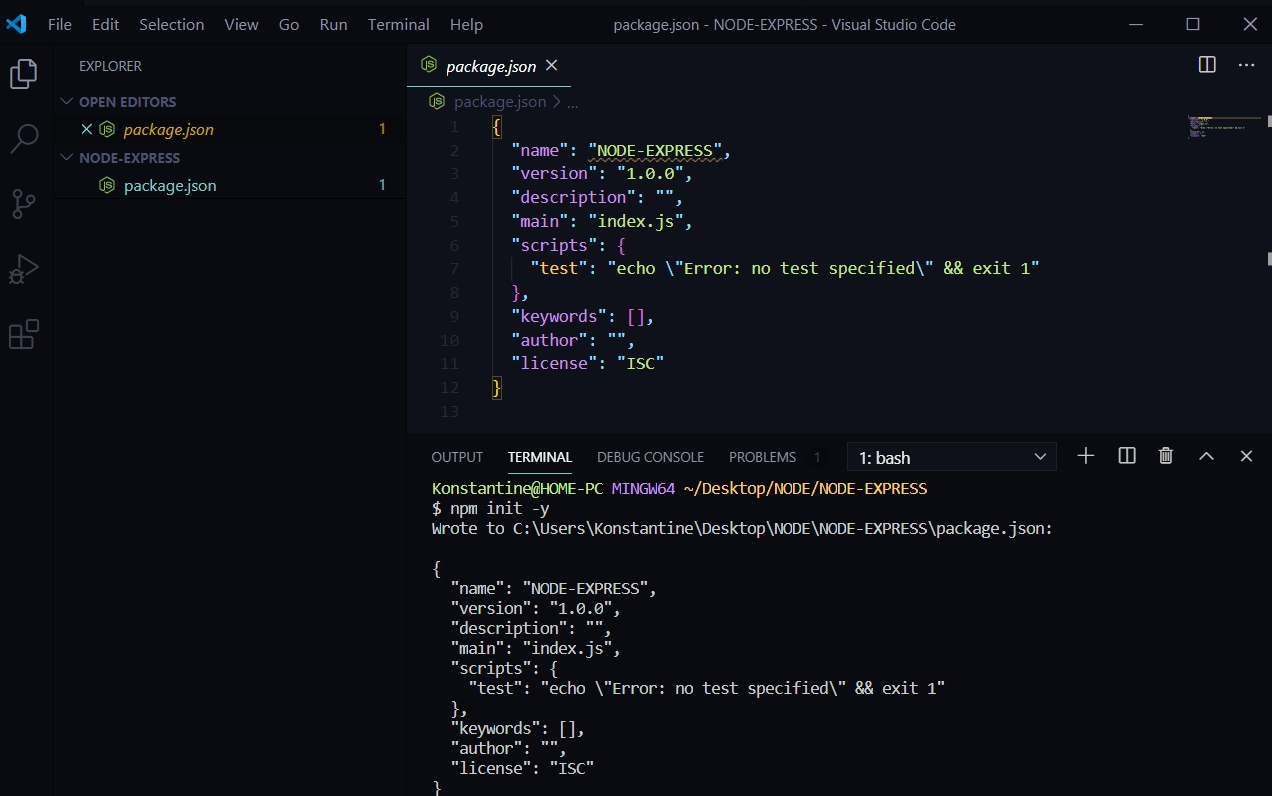 File Edit Selection View Go Run Terminal Help package.json - NODE-EXPRESS - Visual Studio Code
EXPLORER
OPEN EDITORS
package.json 1
NODE-EXPRESS
package.json 1
package.json
package.json > ...
1 {
2 "name": "NODE-EXPRESS",
3 "version": "1.0.0",
4 "description": "",
5 "main": "index.js",
6 "scripts": {
7 "test": "echo \"Error: no test specified\" && exit 1"
8 },
9 "keywords": [],
10 "author": "",
11 "license": "ISC"
12 }
13
OUTPUT TERMINAL DEBUG CONSOLE PROBLEMS 1 1: bash
Konstantine@HOME-PC MINGW64 ~/Desktop/NODE/NODE-EXPRESS
$ npm init -y
Wrote to C:\Users\Konstantine\Desktop\NODE\NODE-EXPRESS\package.json:
{
"name": "NODE-EXPRESS",
"version": "1.0.0",
"description": "",
"main": "index.js",
"scripts": {
"test": "echo \"Error: no test specified\" && exit 1"
},
"keywords": [],
"author": "",
"license": "ISC"
}